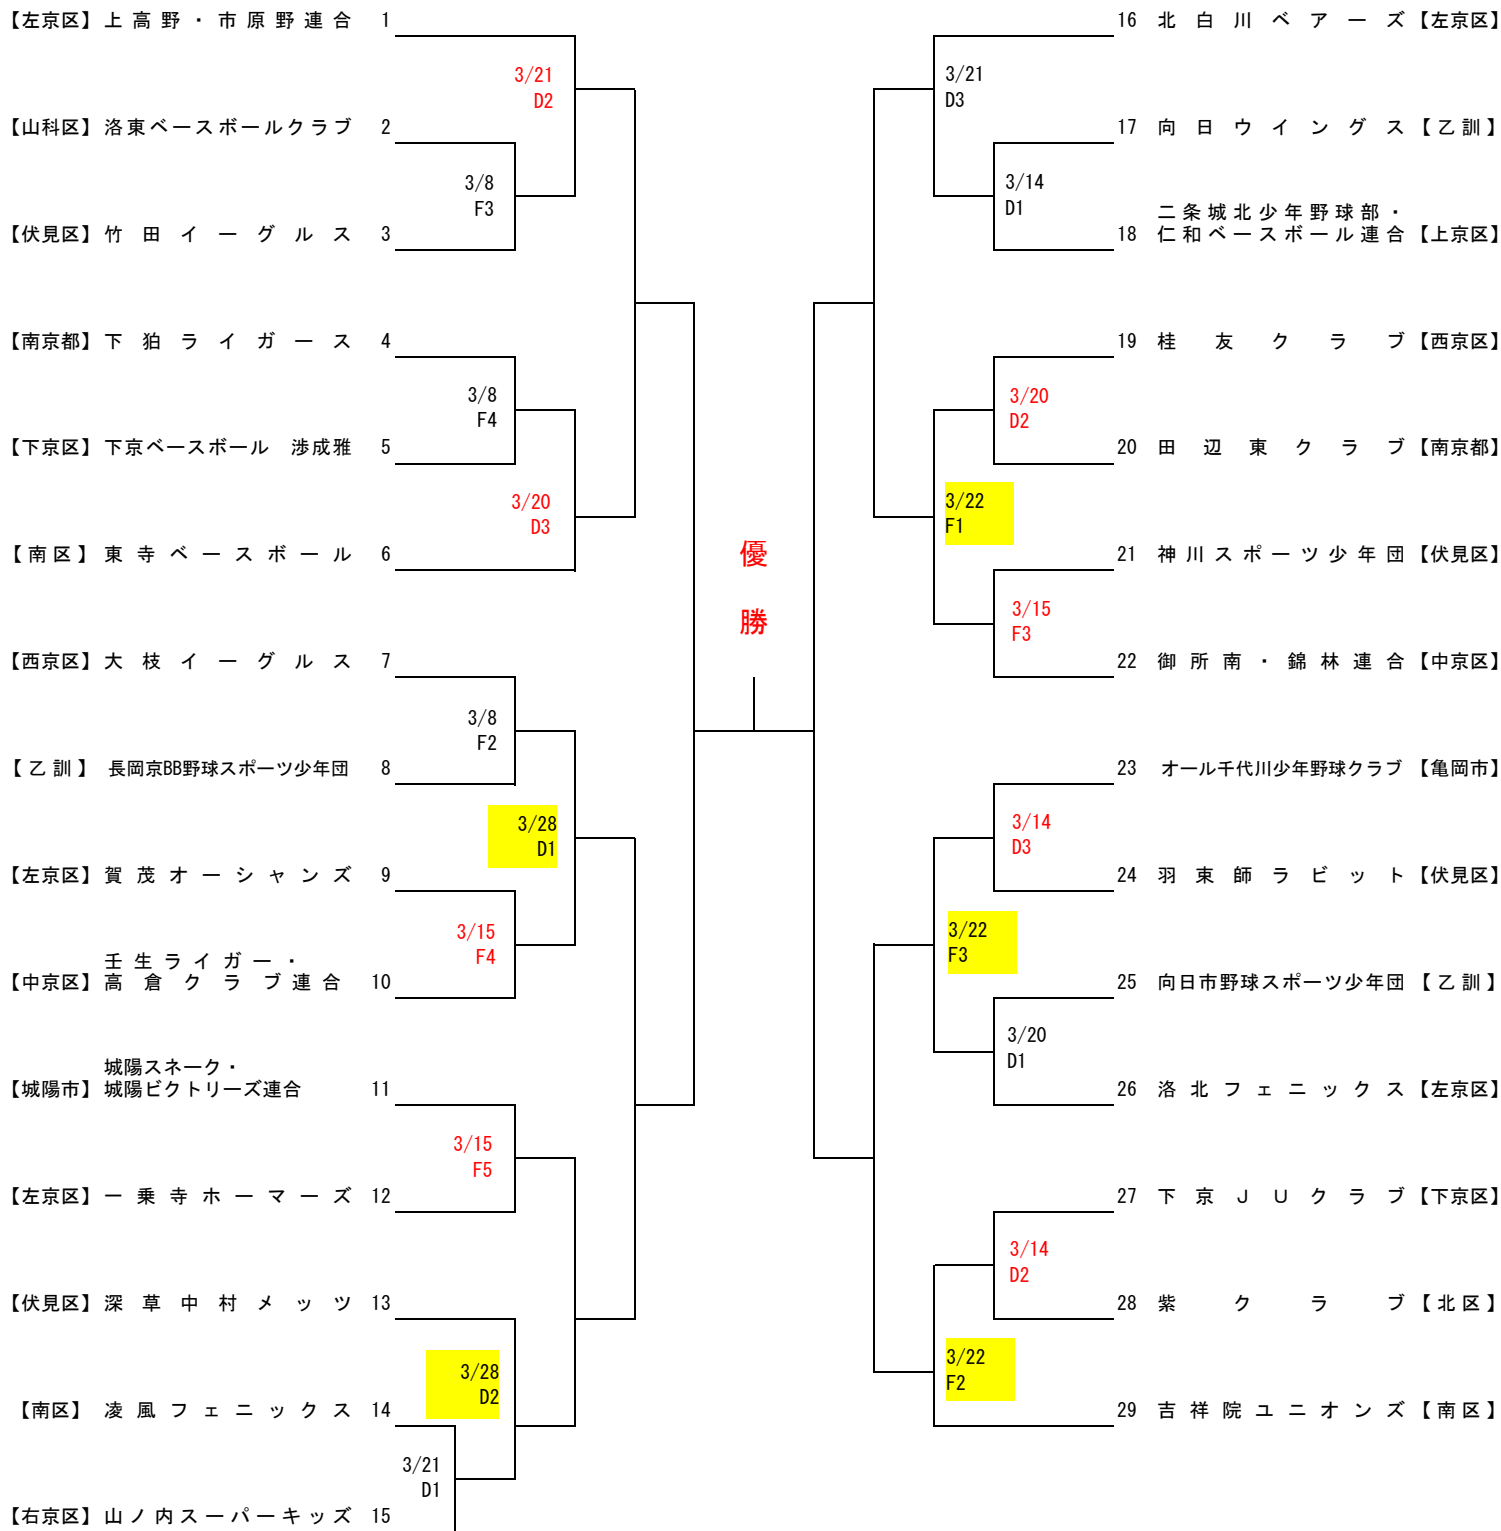 【左京区】上高野・市原野連合 1
3/21
D2
【山科区】洛東ベースボールクラブ 2
3/8
F3
【伏見区】竹田イーグルス 3
【南京都】下狛ライガース 4
3/8
F4
【下京区】下京ベースボール 渉成雅 5
3/20
D3
【南区】東寺ベースボール 6
【西京区】大枝イーグルス 7
3/8
F2
【乙訓】長岡京BB野球スポーツ少年団 8
3/28
D1
【左京区】賀茂オーシャンズ 9
3/15
F4
壬生ライガー・
【中京区】高倉クラブ連合 10
城陽スネーク・
【城陽市】城陽ビクトリーズ連合 11
3/15
F5
【左京区】一乗寺ホーマーズ 12
【伏見区】深草中村メッツ 13
3/28
D2
【南区】凌風フェニックス 14
3/21
D1
【右京区】山ノ内スーパーキッズ 15
優
勝
16 北白川ベアーズ【左京区】
3/21
D3
17 向日ウイングス【乙訓】
3/14
D1
二条城北少年野球部・
18 仁和ベースボール連合【上京区】
19 桂友クラブ【西京区】
3/20
D2
20 田辺東クラブ【南京都】
3/22
F1
21 神川スポーツ少年団【伏見区】
3/15
F3
22 御所南・錦林連合【中京区】
23 オール千代川少年野球クラブ【亀岡市】
3/14
D3
24 羽束師ラビット【伏見区】
3/22
F3
25 向日市野球スポーツ少年団【乙訓】
3/20
D1
26 洛北フェニックス【左京区】
27 下京JUクラブ【下京区】
3/14
D2
28 紫クラブ【北区】
3/22
F2
29 吉祥院ユニオンズ【南区】